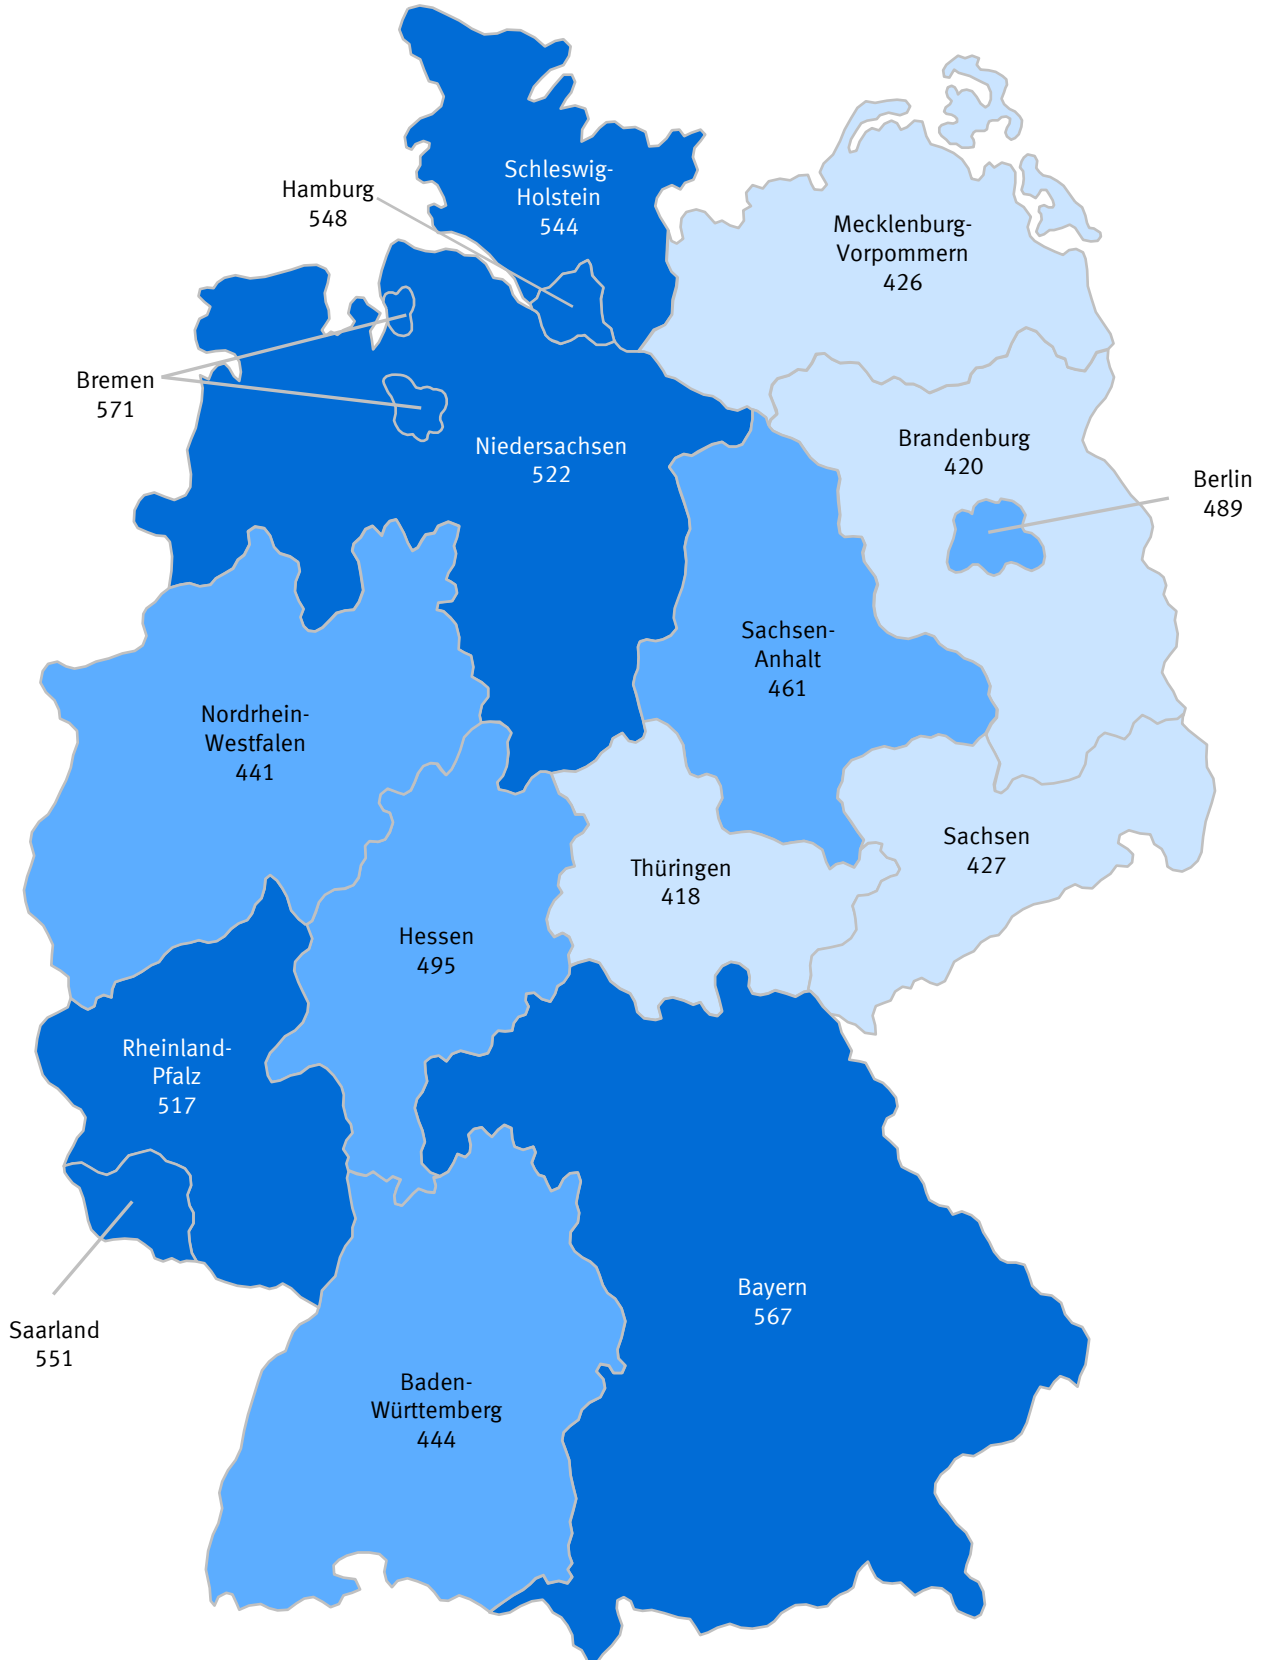 Schleswig-
Holstein
544
Hamburg
548
Mecklenburg-
Vorpommern
426
Bremen
571
Niedersachsen
522
Brandenburg
420
Berlin
489
Sachsen-
Anhalt
461
Nordrhein-
Westfalen
441
Sachsen
427
Thüringen
418
Hessen
495
Rheinland-
Pfalz
517
Saarland
551
Bayern
567
Baden-
Württemberg
444